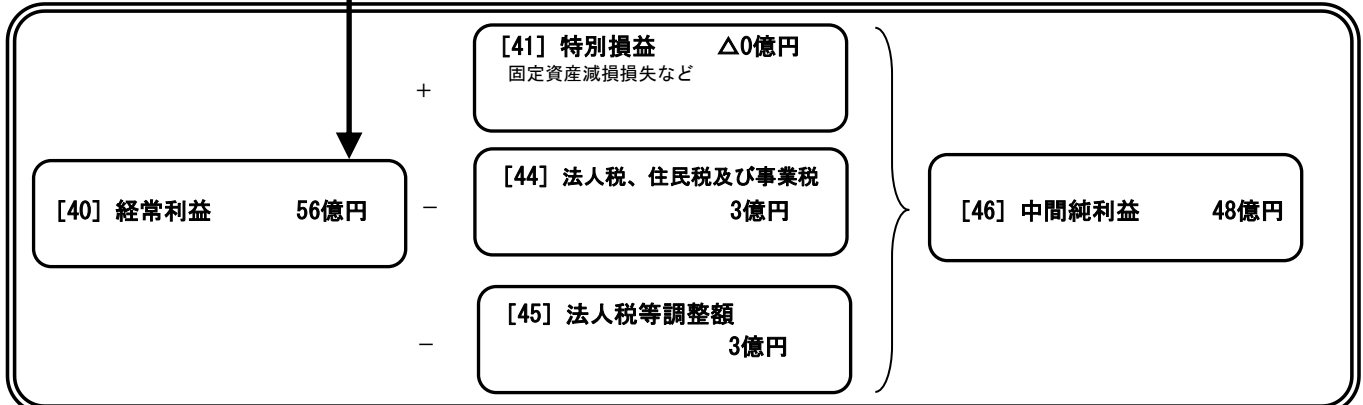 [41] 特別損益 △0億円
固定資産減損損失など
+
[40] 経常利益 56億円
−
[44] 法人税、住民税及び事業税
3億円
[46] 中間純利益 48億円
−
[45] 法人税等調整額
3億円